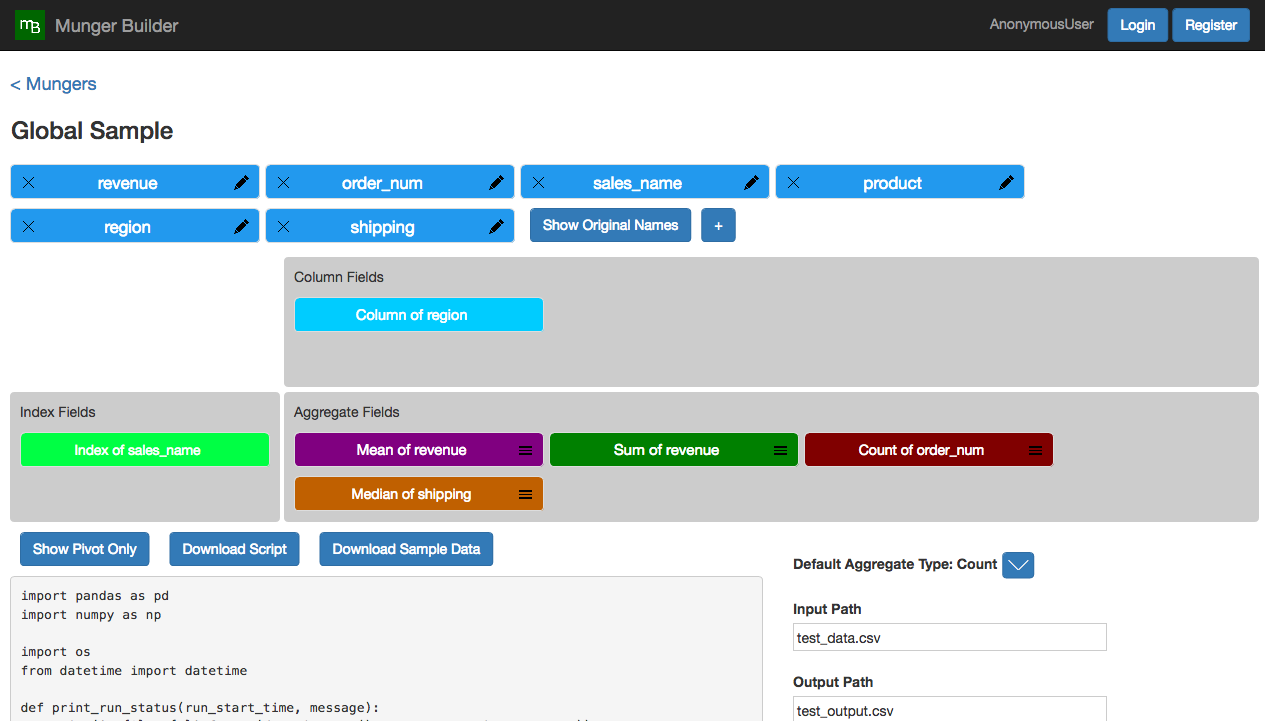 mB Munger Builder AnonymousUser Login Register
< Mungers
Global Sample
revenue order_num sales_name product
region shipping Show Original Names +
Column Fields
Column of region
Index Fields Aggregate Fields
Index of sales_name Mean of revenue Sum of revenue Count of order_num
Median of shipping
Show Pivot Only Download Script Download Sample Data
Default Aggregate Type: Count
Input Path
test_data.csv
Output Path
test_output.csv
import pandas as pd
import numpy as np
import os
from datetime import datetime
def print_run_status(run_start_time, message):